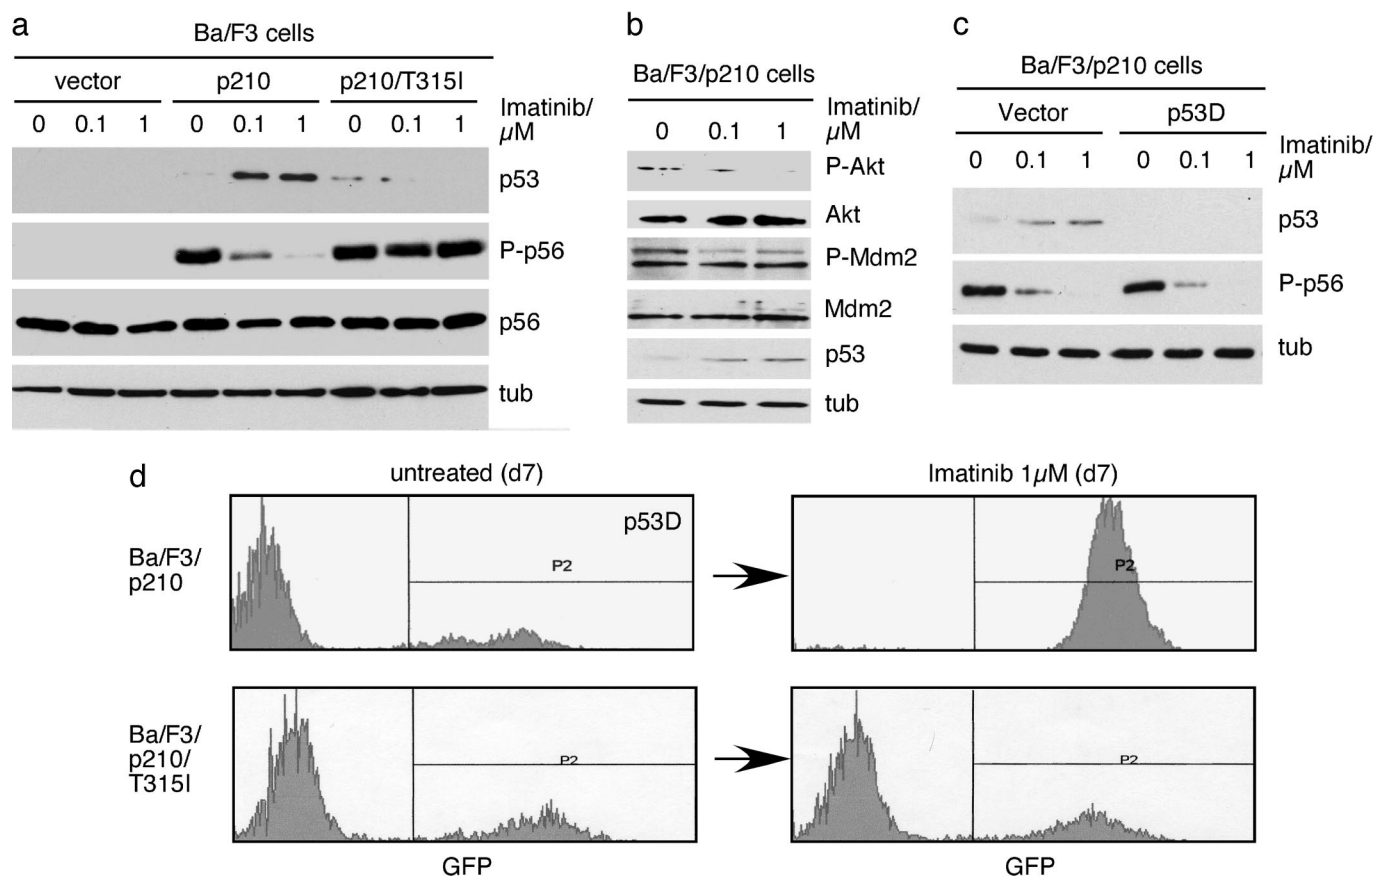 a
Ba/F3 cells
vector p210 p210/T315I
0 0.1 1 0 0.1 1 0 0.1 1 Imatinib/
µM
p53
P-p56
p56
tub
b
Ba/F3/p210 cells
0 0.1 1 Imatinib/
µM
P-Akt
Akt
P-Mdm2
Mdm2
p53
tub
c
Ba/F3/p210 cells
Vector p53D
0 0.1 1 0 0.1 1 Imatinib/
µM
p53
P-p56
tub
d
untreated (d7) Imatinib 1µM (d7)
Ba/F3/
p210
p53D
P2
P2
Ba/F3/
p210/
T315I
P2
P2
GFP GFP